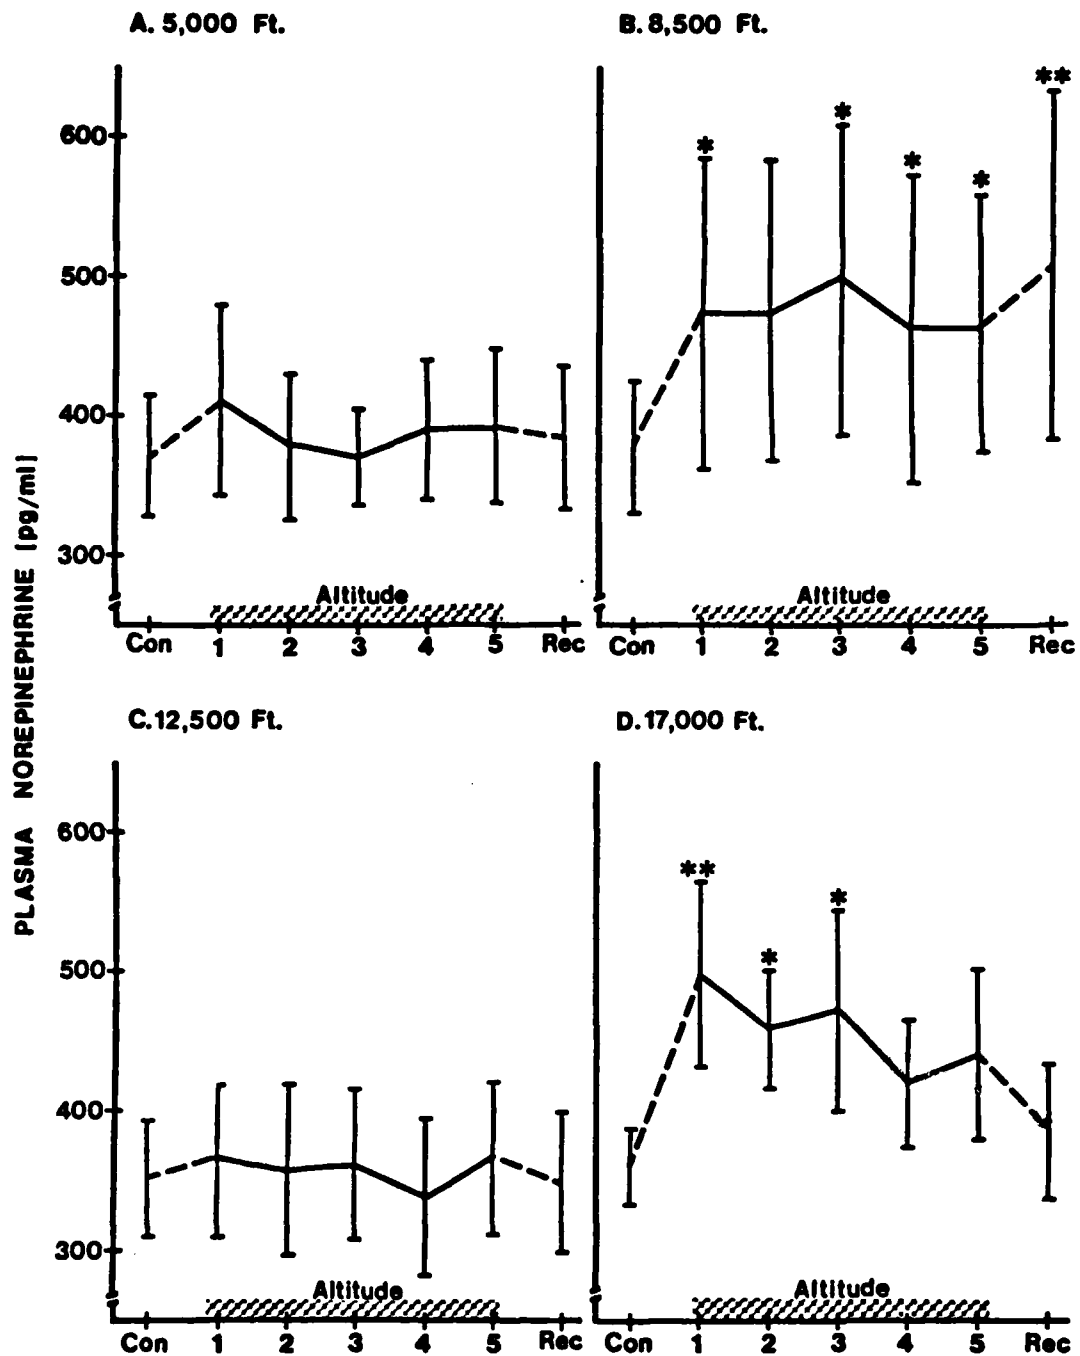 A. 5,000 Ft.
B. 8,500 Ft.
**
*
*
*
*
600
500
400
300
Altitude
Altitude
Con 1 2 3 4 5 Rec
Con 1 2 3 4 5 Rec
PLASMA NOREPINEPHRINE [pg/ml]
C. 12,500 Ft.
D. 17,000 Ft.
600
500
400
300
**
*
*
Altitude
Altitude
Con 1 2 3 4 5 Rec
Con 1 2 3 4 5 Rec